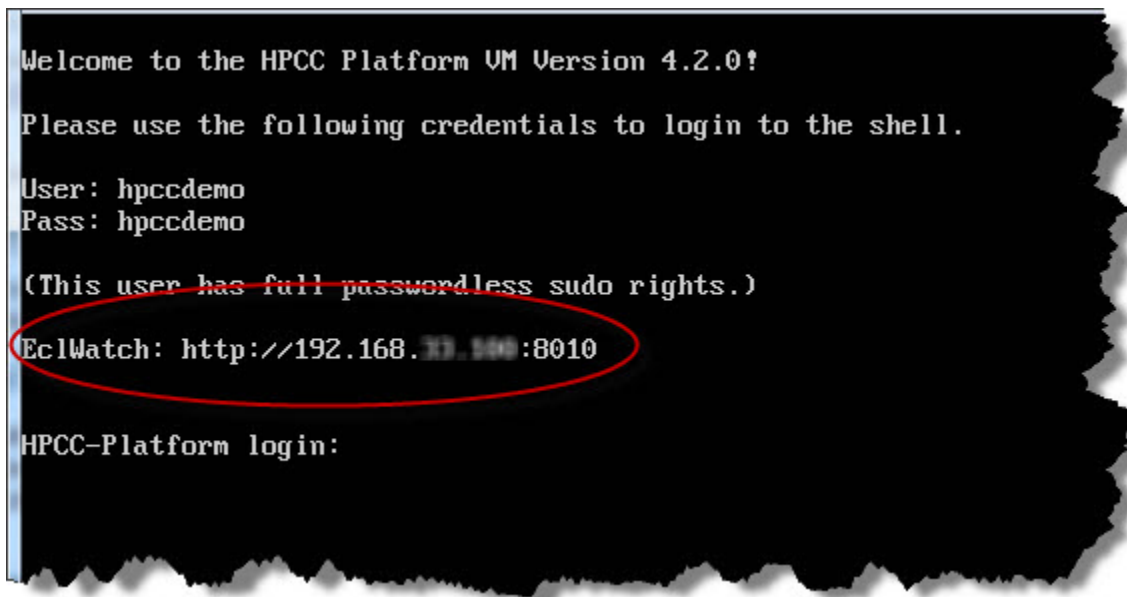 Welcome to the HPCC Platform VM Version 4.2.0!
Please use the following credentials to login to the shell.
User: hpccdemo
Pass: hpccdemo
(This user has full passwordless sudo rights.)
EclWatch: http://192.168. :8010
HPCC-Platform login: